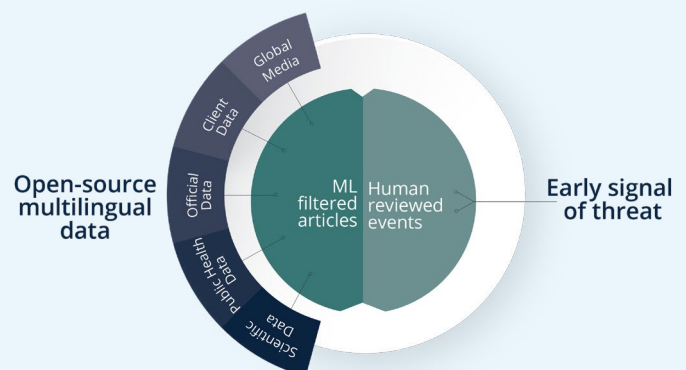 Global
Media
Client
Data
Official
Data
Public Health
Data
Scientific
Data
Open-source
multilingual
data
ML
filtered
articles
Human
reviewed
events
Early signal
of threat